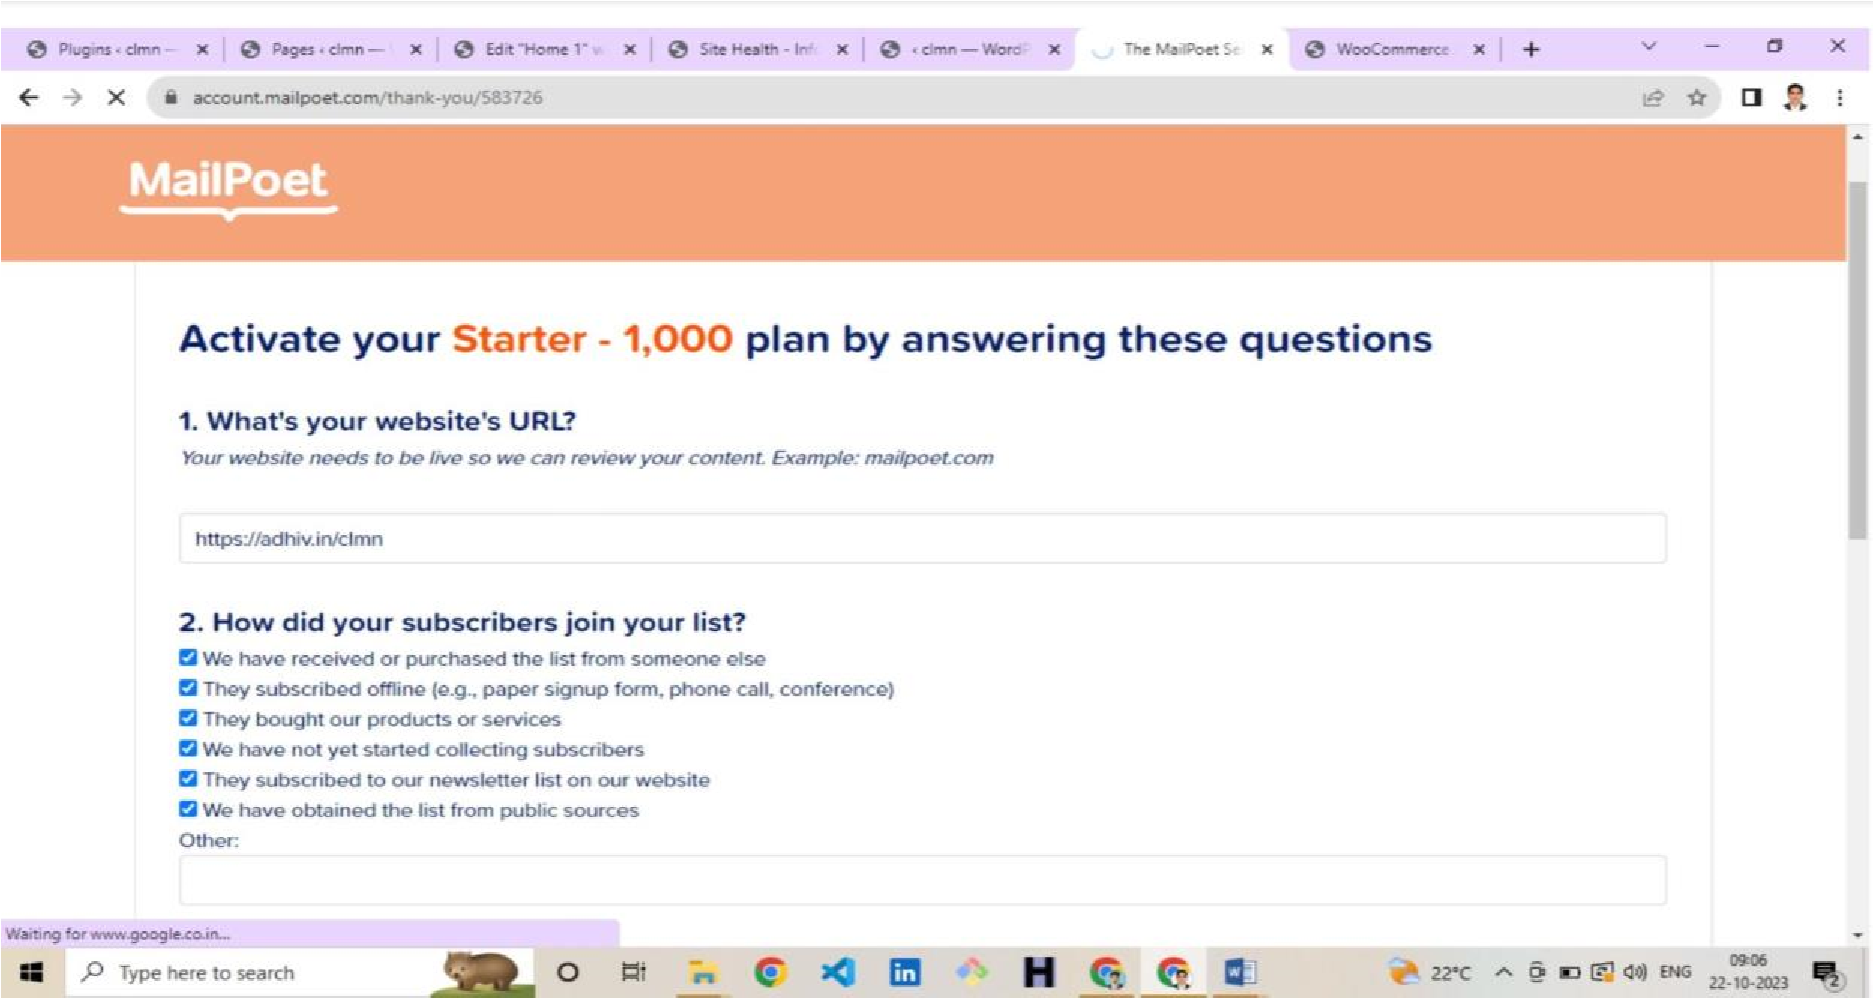 Plugins ‹ clmn —
Pages ‹ clmn —
Edit "Home 1"
Site Health - Inf
‹ clmn — WordP
The MailPoet Se
WooCommerce
account.mailpoet.com/thank-you/583726
MailPoet
Activate your Starter - 1,000 plan by answering these questions
1. What's your website's URL?
Your website needs to be live so we can review your content. Example: mailpoet.com
https://adhiv.in/clmn
2. How did your subscribers join your list?
We have received or purchased the list from someone else
They subscribed offline (e.g., paper signup form, phone call, conference)
They bought our products or services
We have not yet started collecting subscribers
They subscribed to our newsletter list on our website
We have obtained the list from public sources
Other:
Waiting for www.google.co.in...
Type here to search
22°C
ENG
09:06
22-10-2023
2